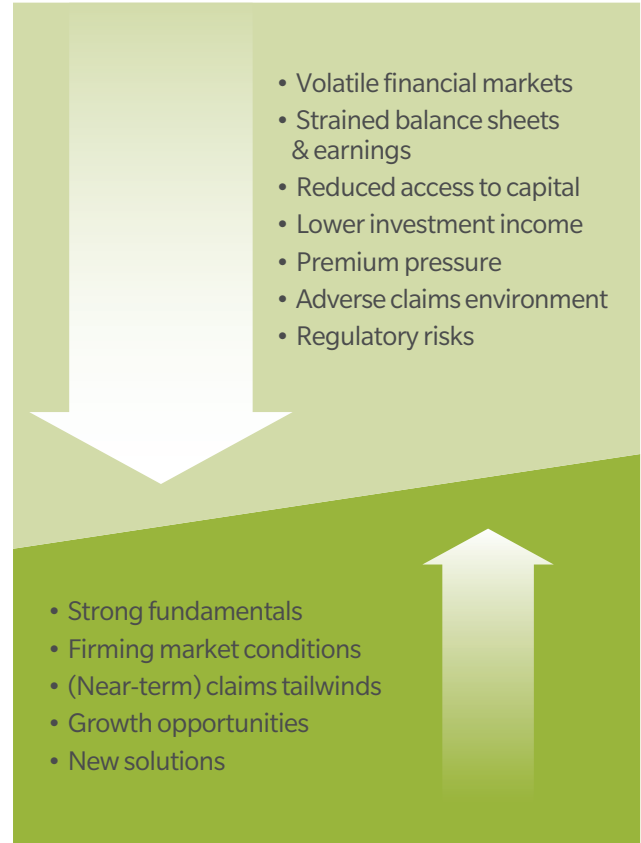 • Volatile financial markets
• Strained balance sheets
& earnings
• Reduced access to capital
• Lower investment income
• Premium pressure
• Adverse claims environment
• Regulatory risks
• Strong fundamentals
• Firming market conditions
• (Near-term) claims tailwinds
• Growth opportunities
• New solutions